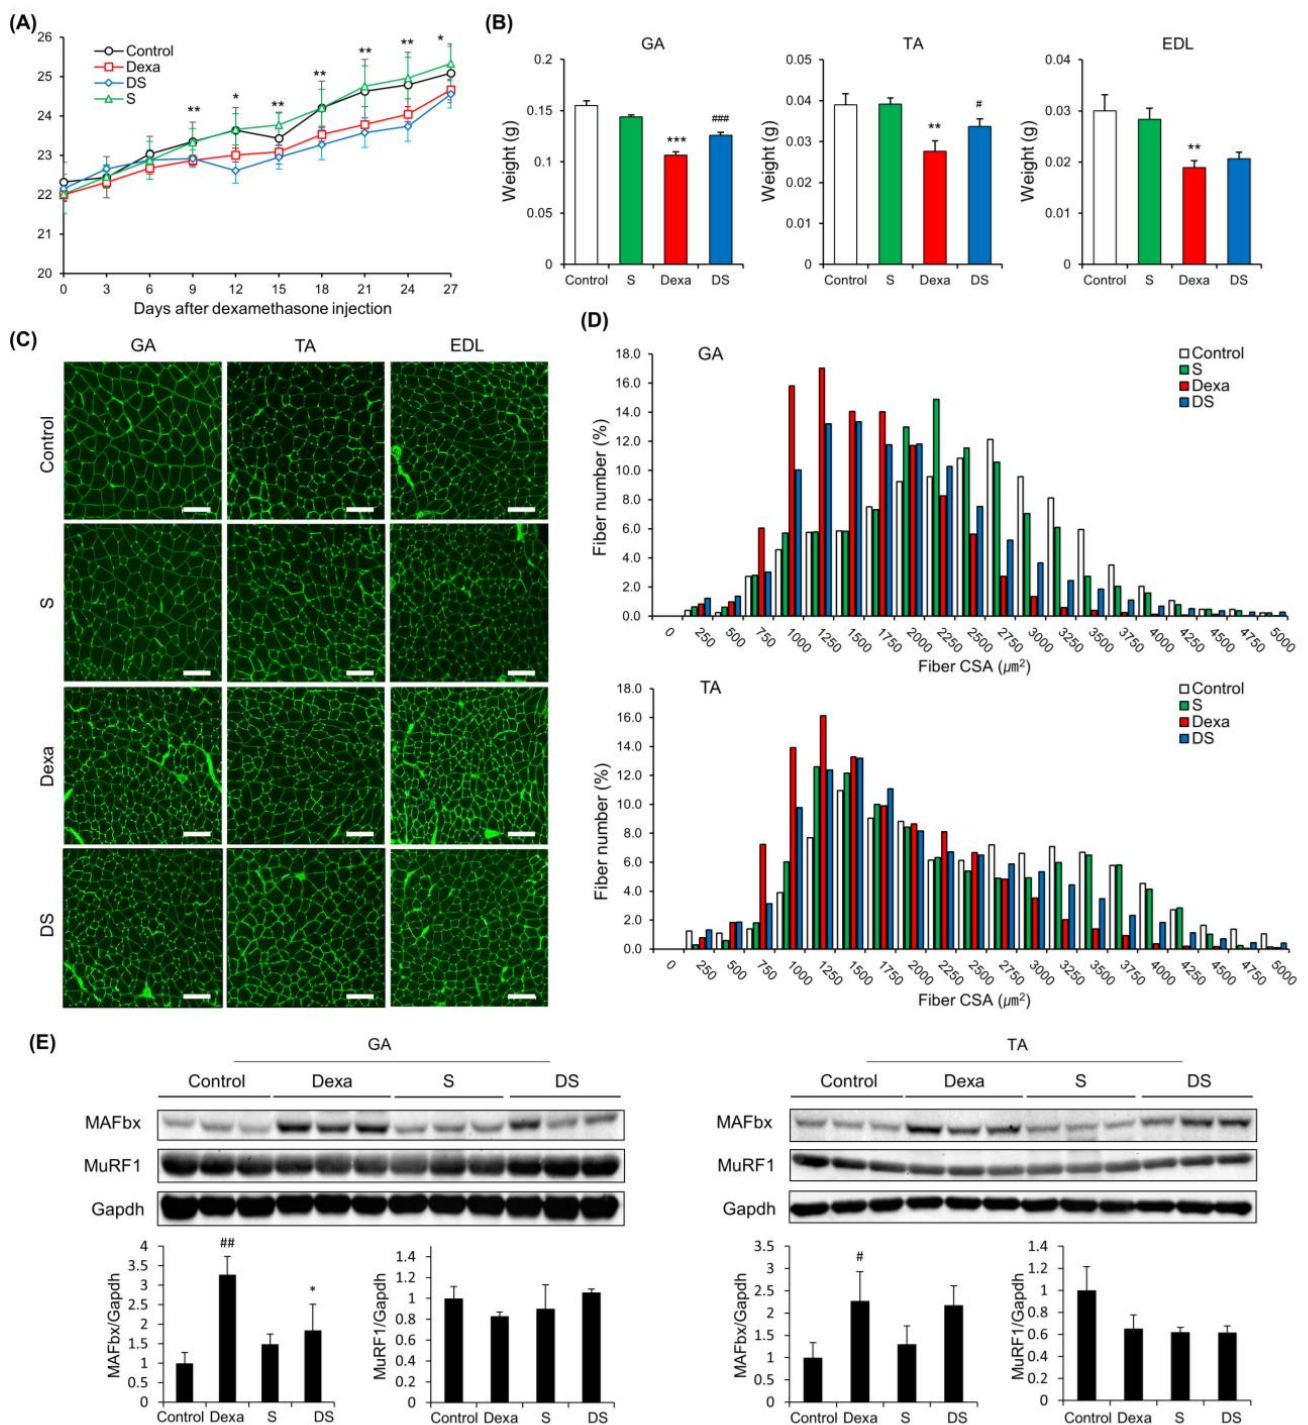 (A)
26
25
24
23
22
21
20
Control
Dexa
DS
S
** * ** ** ** ** *
0 3 6 9 12 15 18 21 24 27
Days after dexamethasone injection
(B)
GA
Weight (g)
0.2
0.15
0.1
0.05
0
***
###
Control S Dexa DS
TA
Weight (g)
0.05
0.04
0.03
0.02
0.01
0
**
#
Control S Dexa DS
EDL
Weight (g)
0.04
0.03
0.02
0.01
0
**
Control S Dexa DS
(C)
GA TA EDL
Control
S
Dexa
DS
(D)
GA
Control
S
Dexa
DS
Fiber number (%)
18.0
16.0
14.0
12.0
10.0
8.0
6.0
4.0
2.0
0.0
0 250 500 750 1000 1250 1500 1750 2000 2250 2500 2750 3000 3250 3500 3750 4000 4250 4500 4750 5000
Fiber CSA (μm²)
TA
Control
S
Dexa
DS
Fiber number (%)
18.0
16.0
14.0
12.0
10.0
8.0
6.0
4.0
2.0
0.0
0 250 500 750 1000 1250 1500 1750 2000 2250 2500 2750 3000 3250 3500 3750 4000 4250 4500 4750 5000
Fiber CSA (μm²)
(E)
GA
Control Dexa S DS
MAFbx
MuRF1
Gapdh
MAFbx/Gapdh
4
3.5
3
2.5
2
1.5
1
0.5
0
##
*
Control Dexa S DS
MuRF1/Gapdh
1.4
1.2
1
0.8
0.6
0.4
0.2
0
Control Dexa S DS
TA
Control Dexa S DS
MAFbx
MuRF1
Gapdh
MAFbx/Gapdh
3.5
3
2.5
2
1.5
1
0.5
0
#
Control Dexa S DS
MuRF1/Gapdh
1.4
1.2
1
0.8
0.6
0.4
0.2
0
Control Dexa S DS